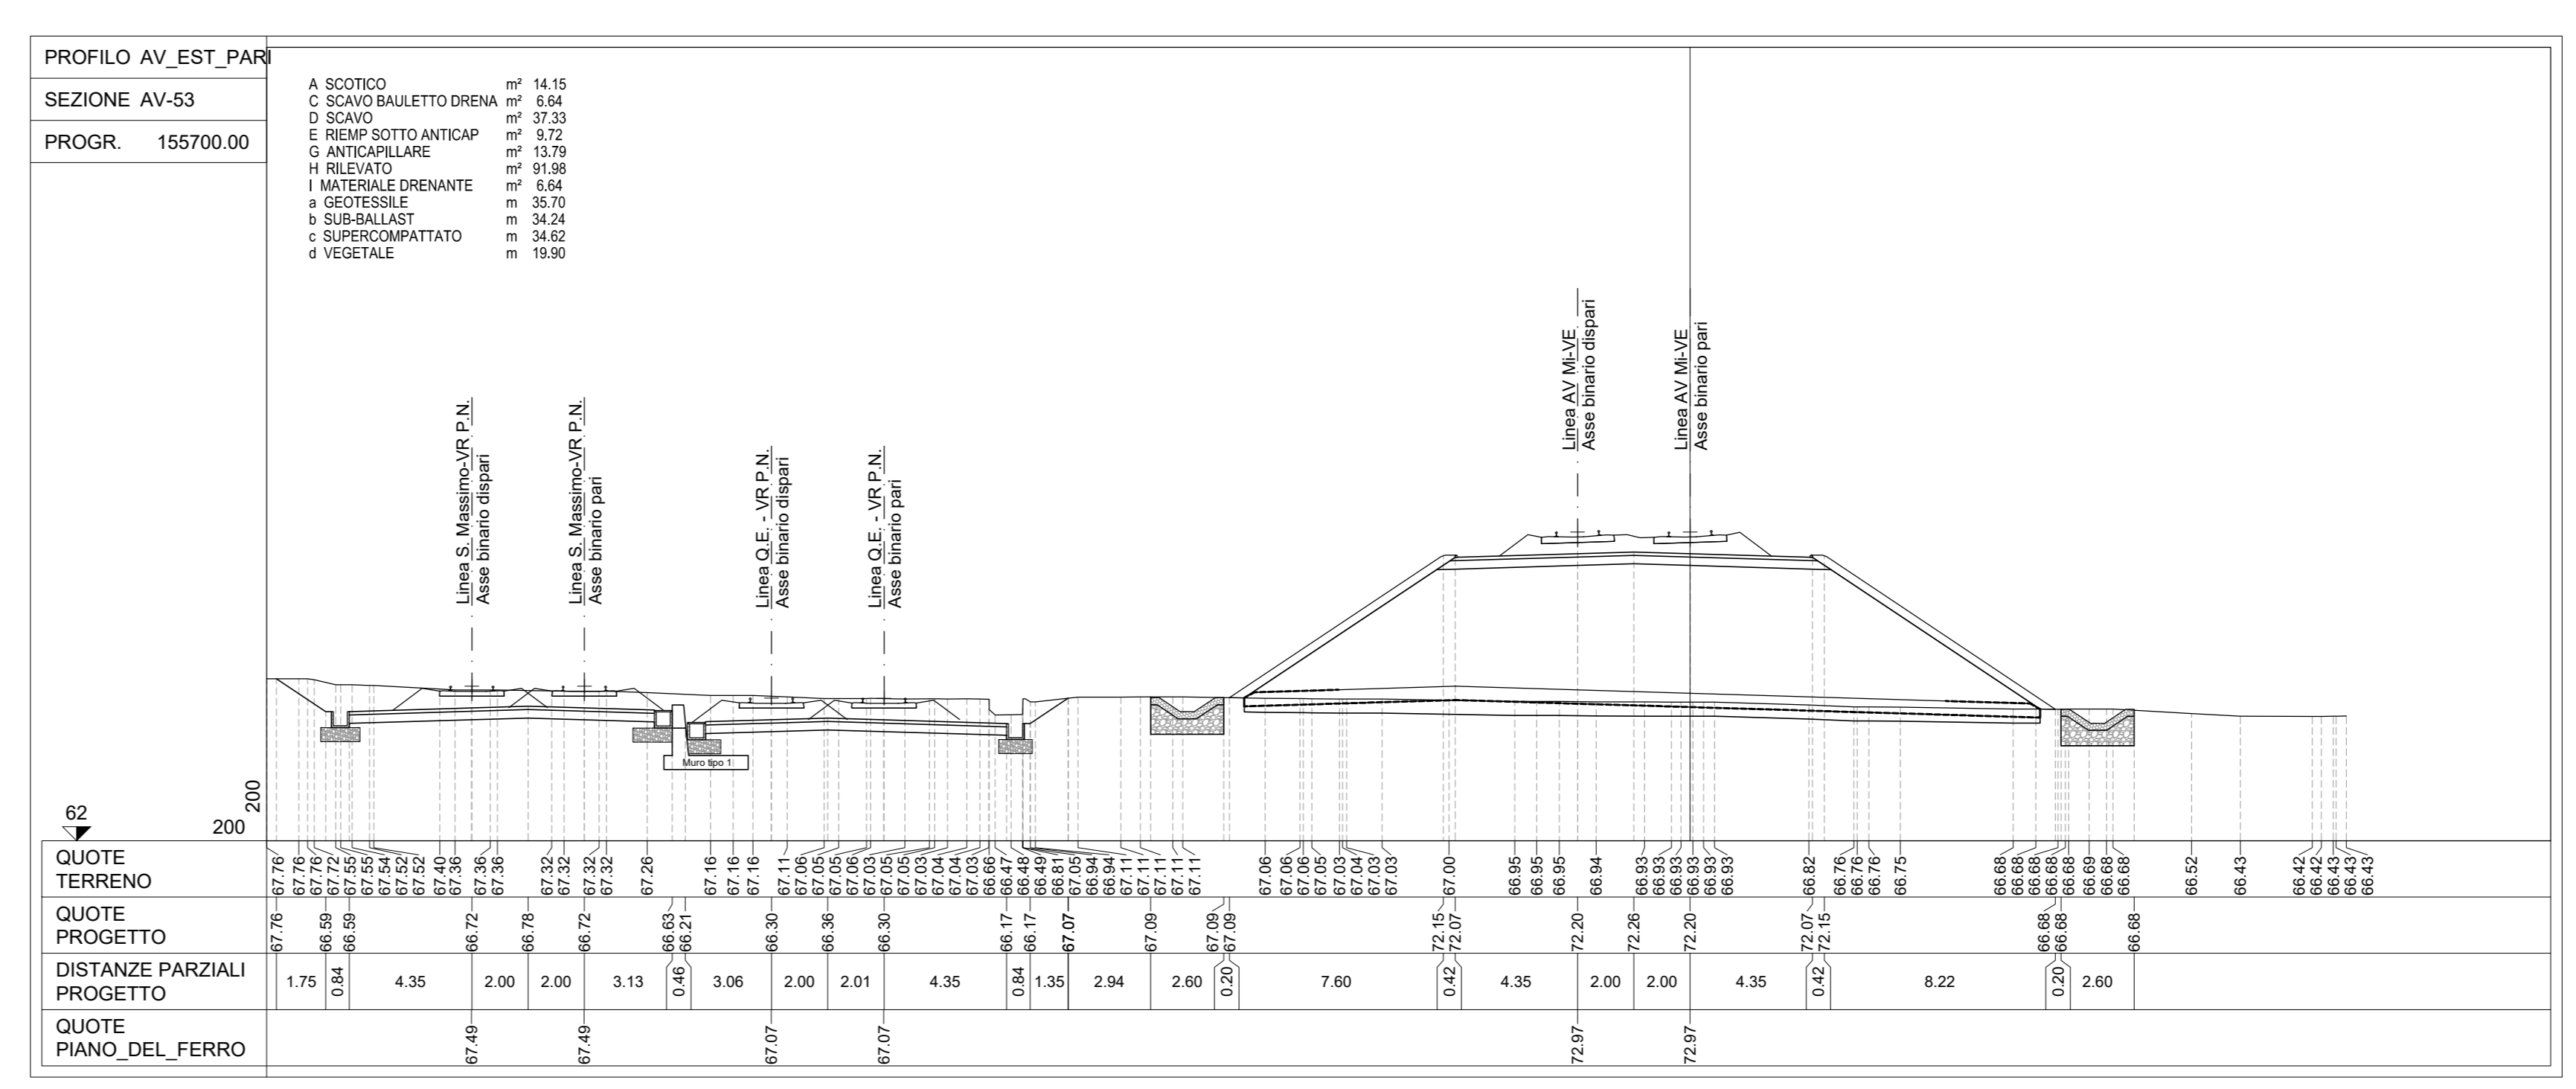 PROFILO AV_EST_PARI
SEZIONE AV-53
PROGR. 155700.00
A SCOTICO m² 14.15
C SCAVO BAULETTO DRENA m² 6.64
D SCAVO m² 37.33
E RIEMP SOTTO ANTICAP m² 9.72
G ANTICAPILLARE m² 13.79
H RILEVATO m² 91.98
I MATERIALE DRENANTE m² 6.64
a GEOTESSILE m 35.70
b SUB-BALLAST m 34.24
c SUPERCOMPATTATO m 34.62
d VEGETALE m 19.90
Linea S. Massimo-VR P.N.
Asse binario dispari
Linea S. Massimo-VR P.N.
Asse binario pari
Linea Q.E. - VR P.N.
Asse binario dispari
Linea Q.E. - VR P.N.
Asse binario pari
Linea AV Mi-VE
Asse binario dispari
Linea AV Mi-VE
Asse binario pari
Muro tipo 1
62
200
200
QUOTE
TERRENO
67.76 67.76 67.76 67.72 67.55 67.55 67.54 67.52 67.52 67.40 67.36 67.36 67.36 67.32 67.32 67.32 67.32 67.26 67.16 67.16 67.16 67.11 67.06 67.05 67.05 67.06 67.03 67.05 67.05 67.03 67.04 67.04 67.03 66.66 66.47 66.48 66.49 66.81 67.05 66.94 66.94 67.11 67.11 67.11 67.11 67.11 67.06 67.06 67.06 67.05 67.03 67.04 67.03 67.03 67.00 66.95 66.95 66.95 66.94 66.93 66.93 66.93 66.93 66.93 66.93 66.82 66.76 66.76 66.76 66.75 66.68 66.68 66.68 66.68 66.68 66.69 66.68 66.68 66.52 66.43 66.42 66.42 66.43 66.43 66.43
QUOTE
PROGETTO
67.76 66.59 66.59 66.72 66.78 66.72 66.63 66.21 66.30 66.36 66.30 66.17 66.17 67.07 67.09 67.09 67.09 72.15 72.07 72.20 72.26 72.20 72.07 72.15 66.68 66.68 66.68
DISTANZE PARZIALI
PROGETTO
1.75 0.84 4.35 2.00 2.00 3.13 0.46 3.06 2.00 2.01 4.35 0.84 1.35 2.94 2.60 0.20 7.60 0.42 4.35 2.00 2.00 4.35 0.42 8.22 0.20 2.60
QUOTE
PIANO_DEL_FERRO
67.49 67.49 67.07 67.07 72.97 72.97